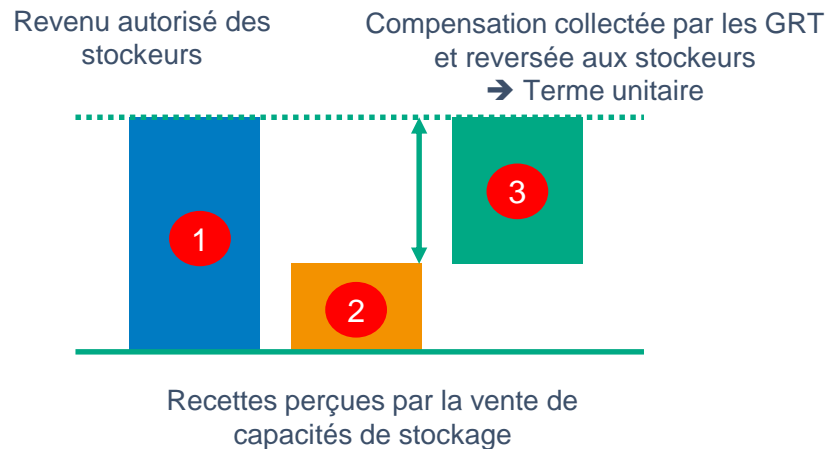 Revenu autorisé des
stockeurs
Compensation collectée par les GRT
et reversée aux stockeurs
➔ Terme unitaire
1
2
3
Recettes perçues par la vente de
capacités de stockage